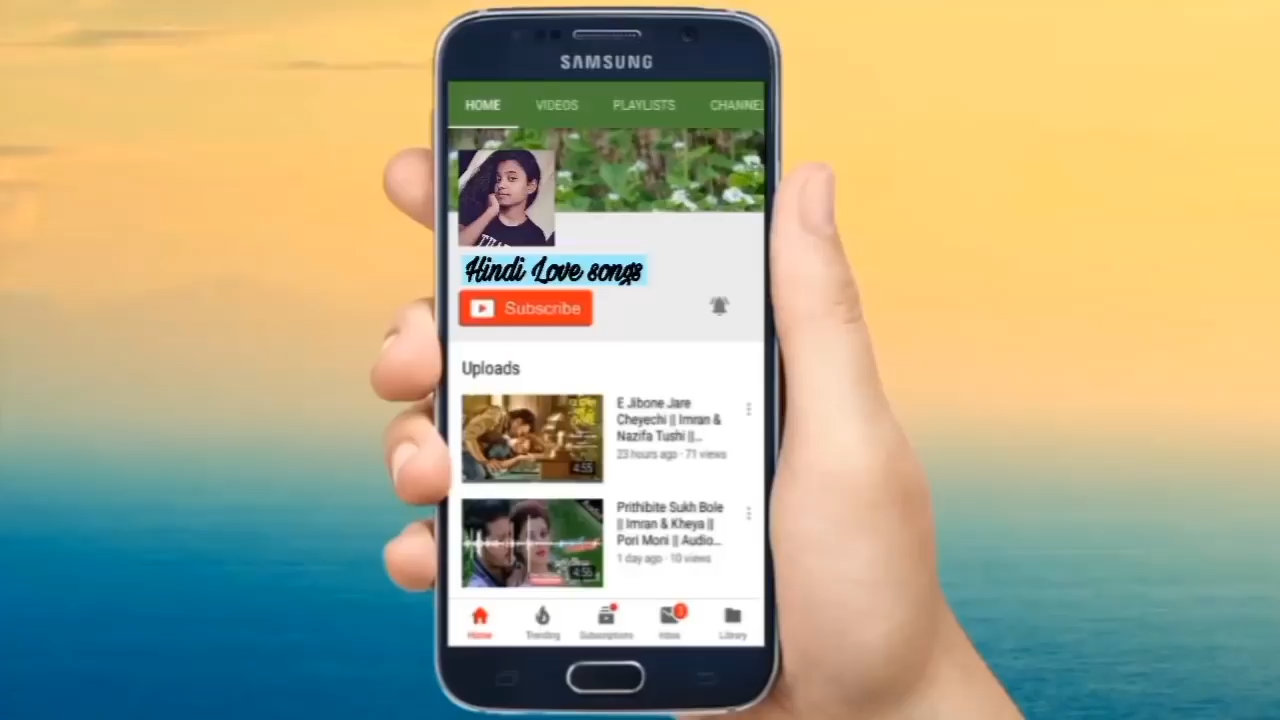 SAMSUNG
HOME VIDEOS PLAYLISTS CHANNE
Hindi Love songs
Subscribe
Uploads
E Jibone Jare
Cheyechi || Imran &
Nazifa Tushi ||...
23 hours ago · 71 views
4:55
Prithibite Sukh Bole
|| Imran & Kheya ||
Pori Moni || Audio...
1 day ago · 10 views
4:55
Home Trending Subscriptions Inbox Library